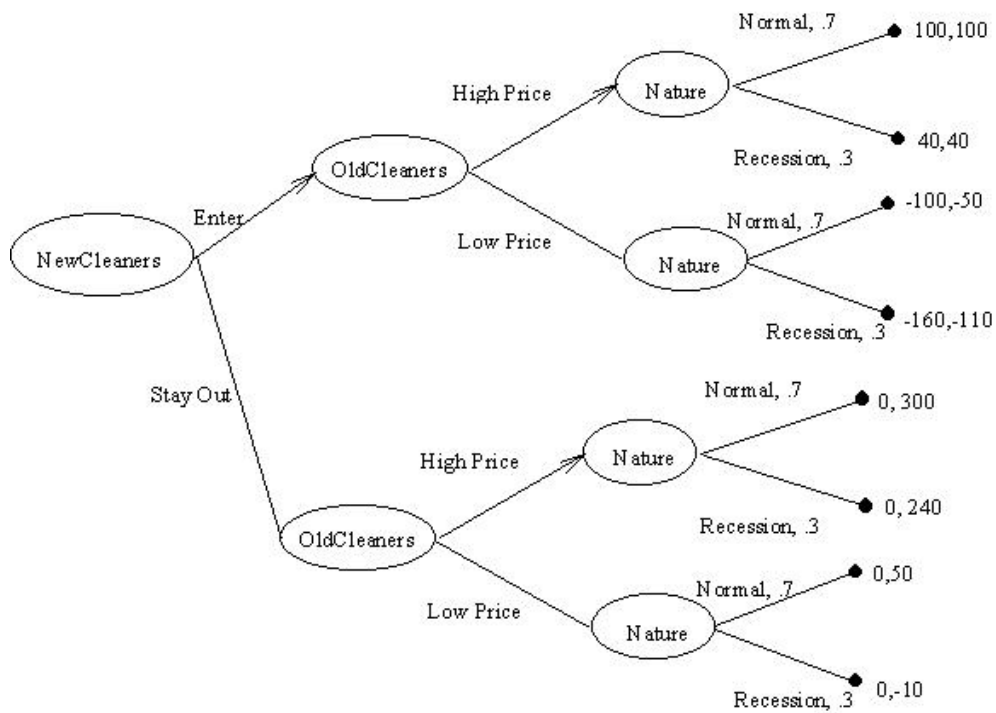 Normal, .7
100,100
High Price
Nature
40,40
Recession, .3
OldCleaners
Enter
Normal, .7
-100,-50
Low Price
Nature
NewCleaners
Recession, .3
-160,-110
Stay Out
Normal, .7
0,300
High Price
Nature
0,240
Recession, .3
OldCleaners
Normal, .7
0,50
Low Price
Nature
Recession, .3
0,-10